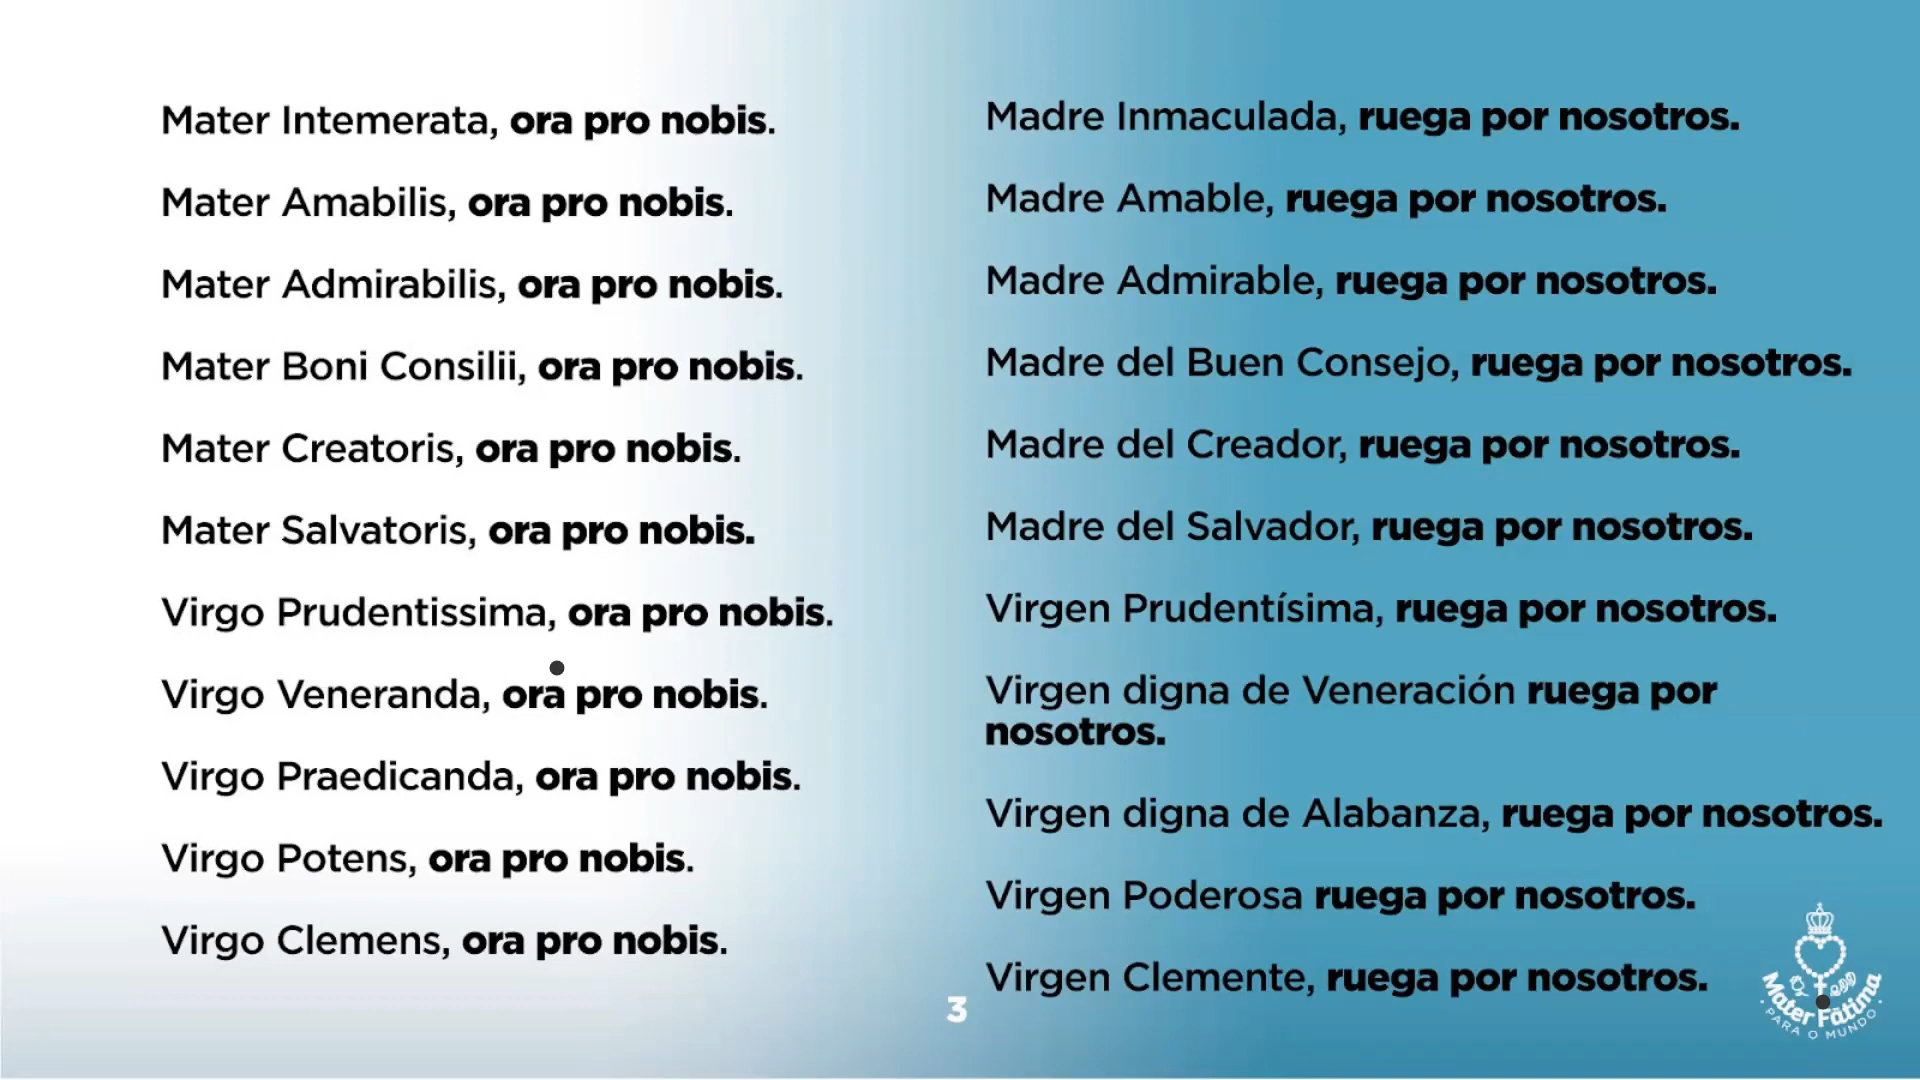 Mater Intemerata, ora pro nobis.
Mater Amabilis, ora pro nobis.
Mater Admirabilis, ora pro nobis.
Mater Boni Consilii, ora pro nobis.
Mater Creatoris, ora pro nobis.
Mater Salvatoris, ora pro nobis.
Virgo Prudentissima, ora pro nobis.
Virgo Veneranda, ora pro nobis.
Virgo Praedicanda, ora pro nobis.
Virgo Potens, ora pro nobis.
Virgo Clemens, ora pro nobis.
Madre Inmaculada, ruega por nosotros.
Madre Amable, ruega por nosotros.
Madre Admirable, ruega por nosotros.
Madre del Buen Consejo, ruega por nosotros.
Madre del Creador, ruega por nosotros.
Madre del Salvador, ruega por nosotros.
Virgen Prudentísima, ruega por nosotros.
Virgen digna de Veneración ruega por
nosotros.
Virgen digna de Alabanza, ruega por nosotros.
Virgen Poderosa ruega por nosotros.
Virgen Clemente, ruega por nosotros.
3
Mater Fátima
PARA O MUNDO